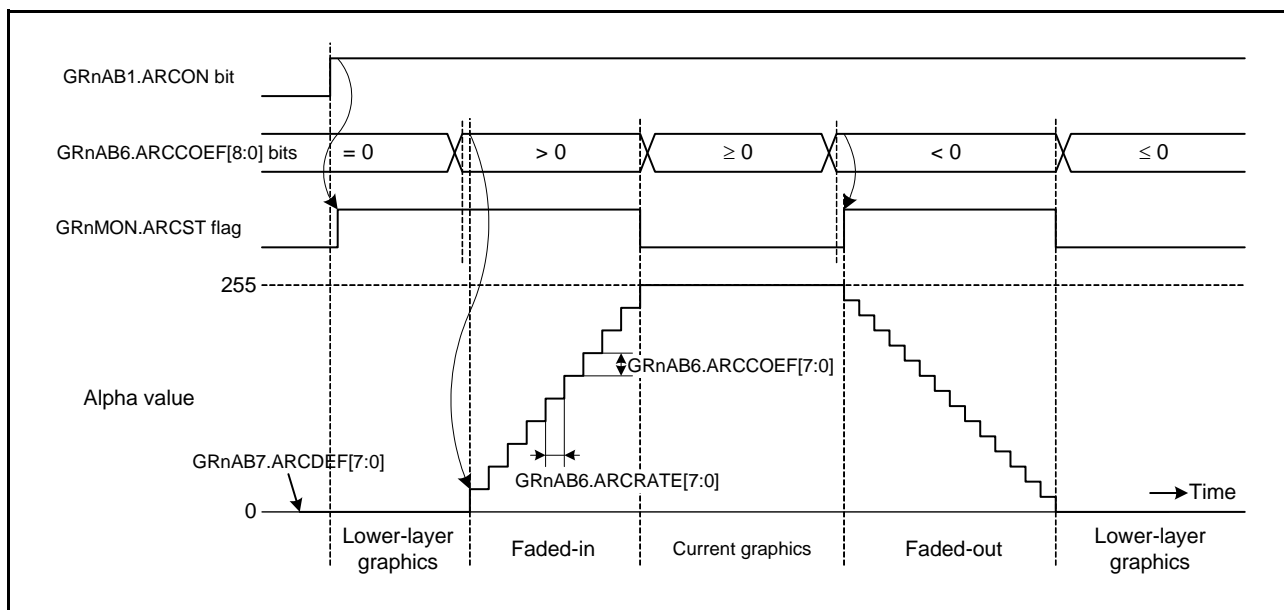 GRnAB1.ARCON bit
GRnAB6.ARCCOEF[8:0] bits
= 0
> 0
≥ 0
< 0
≤ 0
GRnMON.ARCST flag
255
GRnAB6.ARCCOEF[7:0]
Alpha value
GRnAB7.ARCDEF[7:0]
GRnAB6.ARCRATE[7:0]
Time
0
Lower-layer
graphics
Faded-in
Current graphics
Faded-out
Lower-layer
graphics